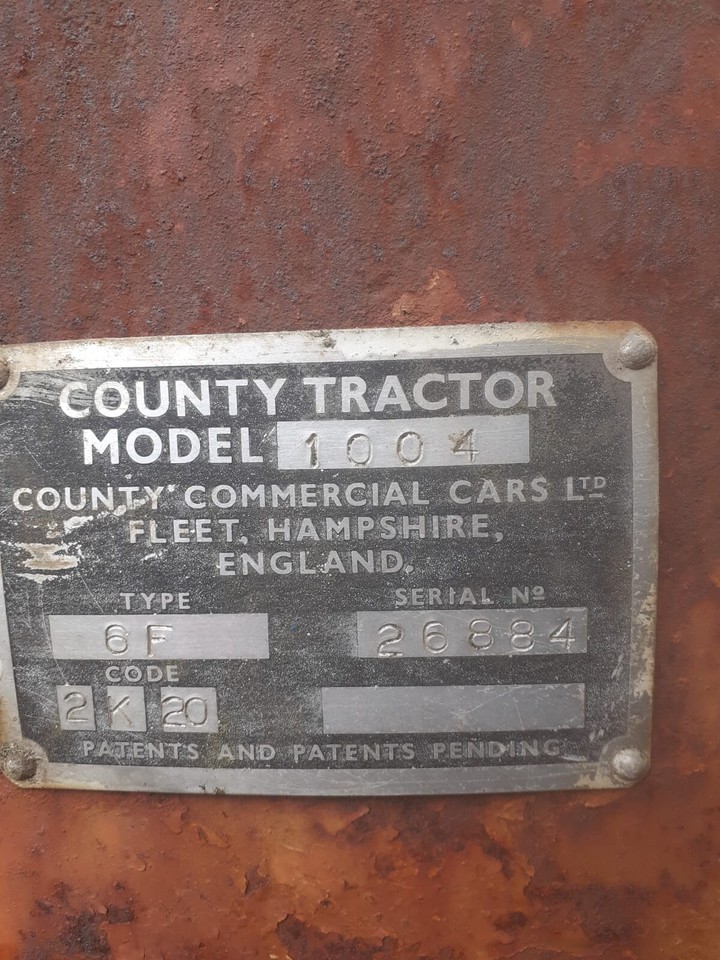 COUNTY TRACTOR
MODEL 1004
COUNTY COMMERCIAL CARS LTD
FLEET, HAMPSHIRE,
ENGLAND.
TYPE SERIAL Nº
6F 26884
CODE
2 K 20
PATENTS AND PATENTS PENDING